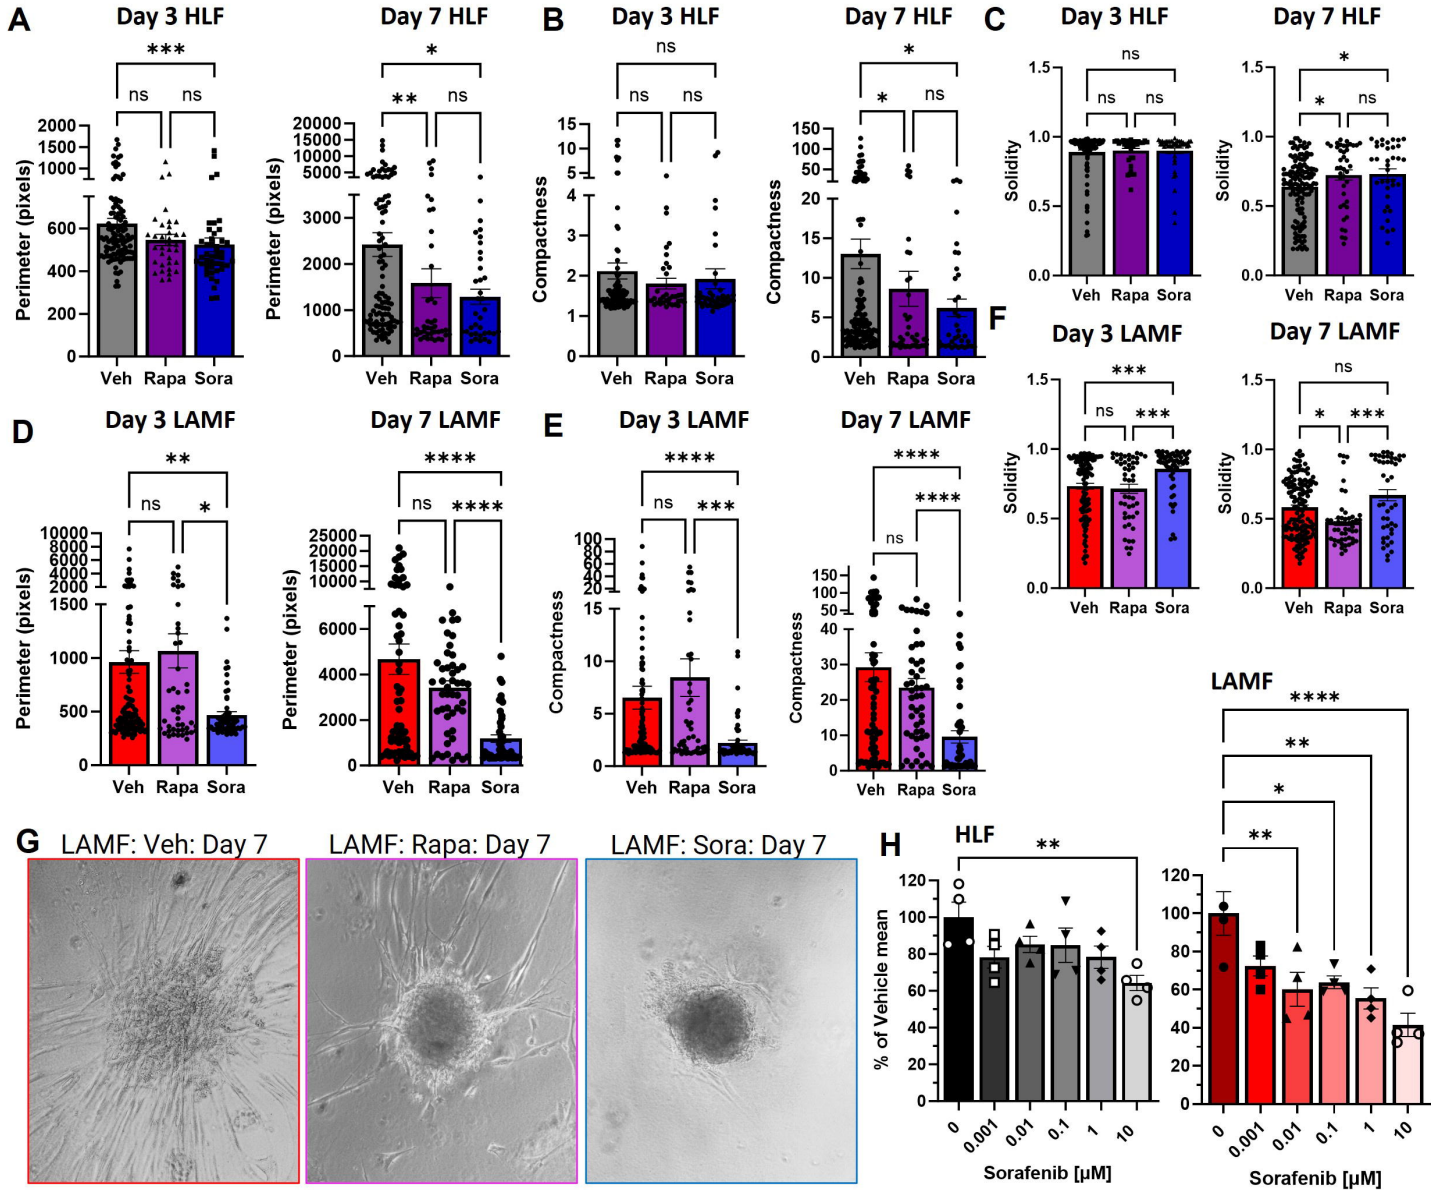 A
Day 3 HLF
Day 7 HLF
***
ns
ns
*
**
ns
Perimeter (pixels)
2000
1500
1000
600
400
200
0
Veh Rapa Sora
Perimeter (pixels)
20000
15000
10000
5000
3000
2000
1000
0
Veh Rapa Sora
B
Day 3 HLF
Day 7 HLF
ns
ns
ns
*
*
ns
Compactness
15
10
5
4
3
2
1
0
Veh Rapa Sora
Compactness
150
100
50
20
15
10
5
0
Veh Rapa Sora
C
Day 3 HLF
Day 7 HLF
ns
ns
ns
*
*
ns
Solidity
1.5
1.0
0.5
0.0
Veh Rapa Sora
Solidity
1.5
1.0
0.5
0.0
Veh Rapa Sora
D
Day 3 LAMF
Day 7 LAMF
**
ns
*
****
ns
****
Perimeter (pixels)
10000
8000
6000
4000
2000
1500
1000
500
0
Veh Rapa Sora
Perimeter (pixels)
25000
20000
15000
10000
6000
4000
2000
0
Veh Rapa Sora
E
Day 3 LAMF
Day 7 LAMF
****
ns
***
****
****
ns
Compactness
100
80
60
40
20
15
10
5
0
Veh Rapa Sora
Compactness
150
100
50
40
30
20
10
0
Veh Rapa Sora
F
Day 3 LAMF
Day 7 LAMF
***
ns
***
ns
*
***
Solidity
1.5
1.0
0.5
0.0
Veh Rapa Sora
Solidity
1.5
1.0
0.5
0.0
Veh Rapa Sora
G
LAMF: Veh: Day 7
LAMF: Rapa: Day 7
LAMF: Sora: Day 7
H
HLF
**
% of Vehicle mean
120
100
80
60
40
20
0
0 0.001 0.01 0.1 1 10
Sorafenib [µM]
LAMF
****
**
*
**
120
100
80
60
40
20
0
0 0.001 0.01 0.1 1 10
Sorafenib [µM]